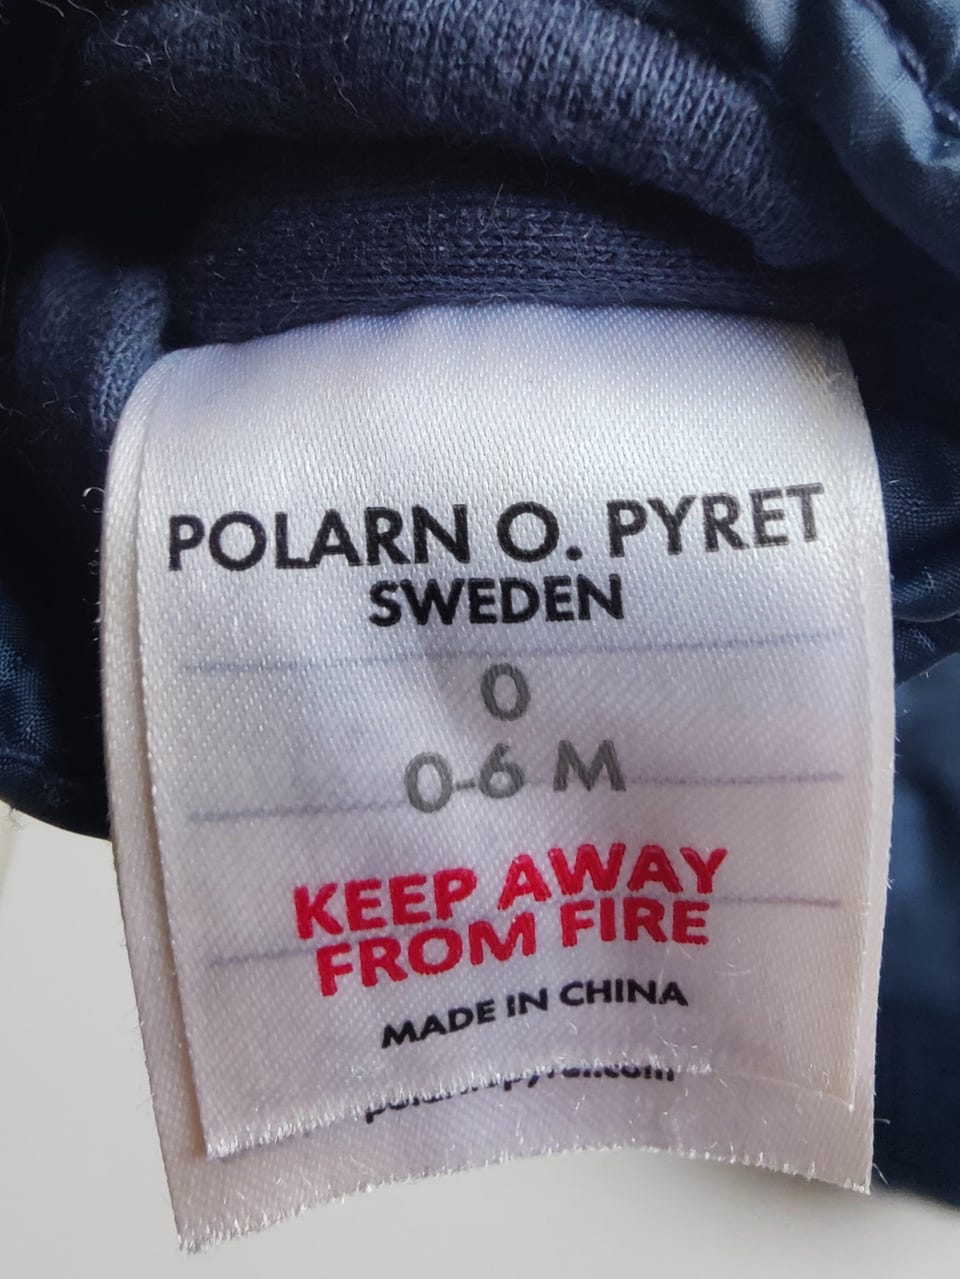 POLARN O. PYRET
SWEDEN
0
0-6 M
KEEP AWAY
FROM FIRE
MADE IN CHINA